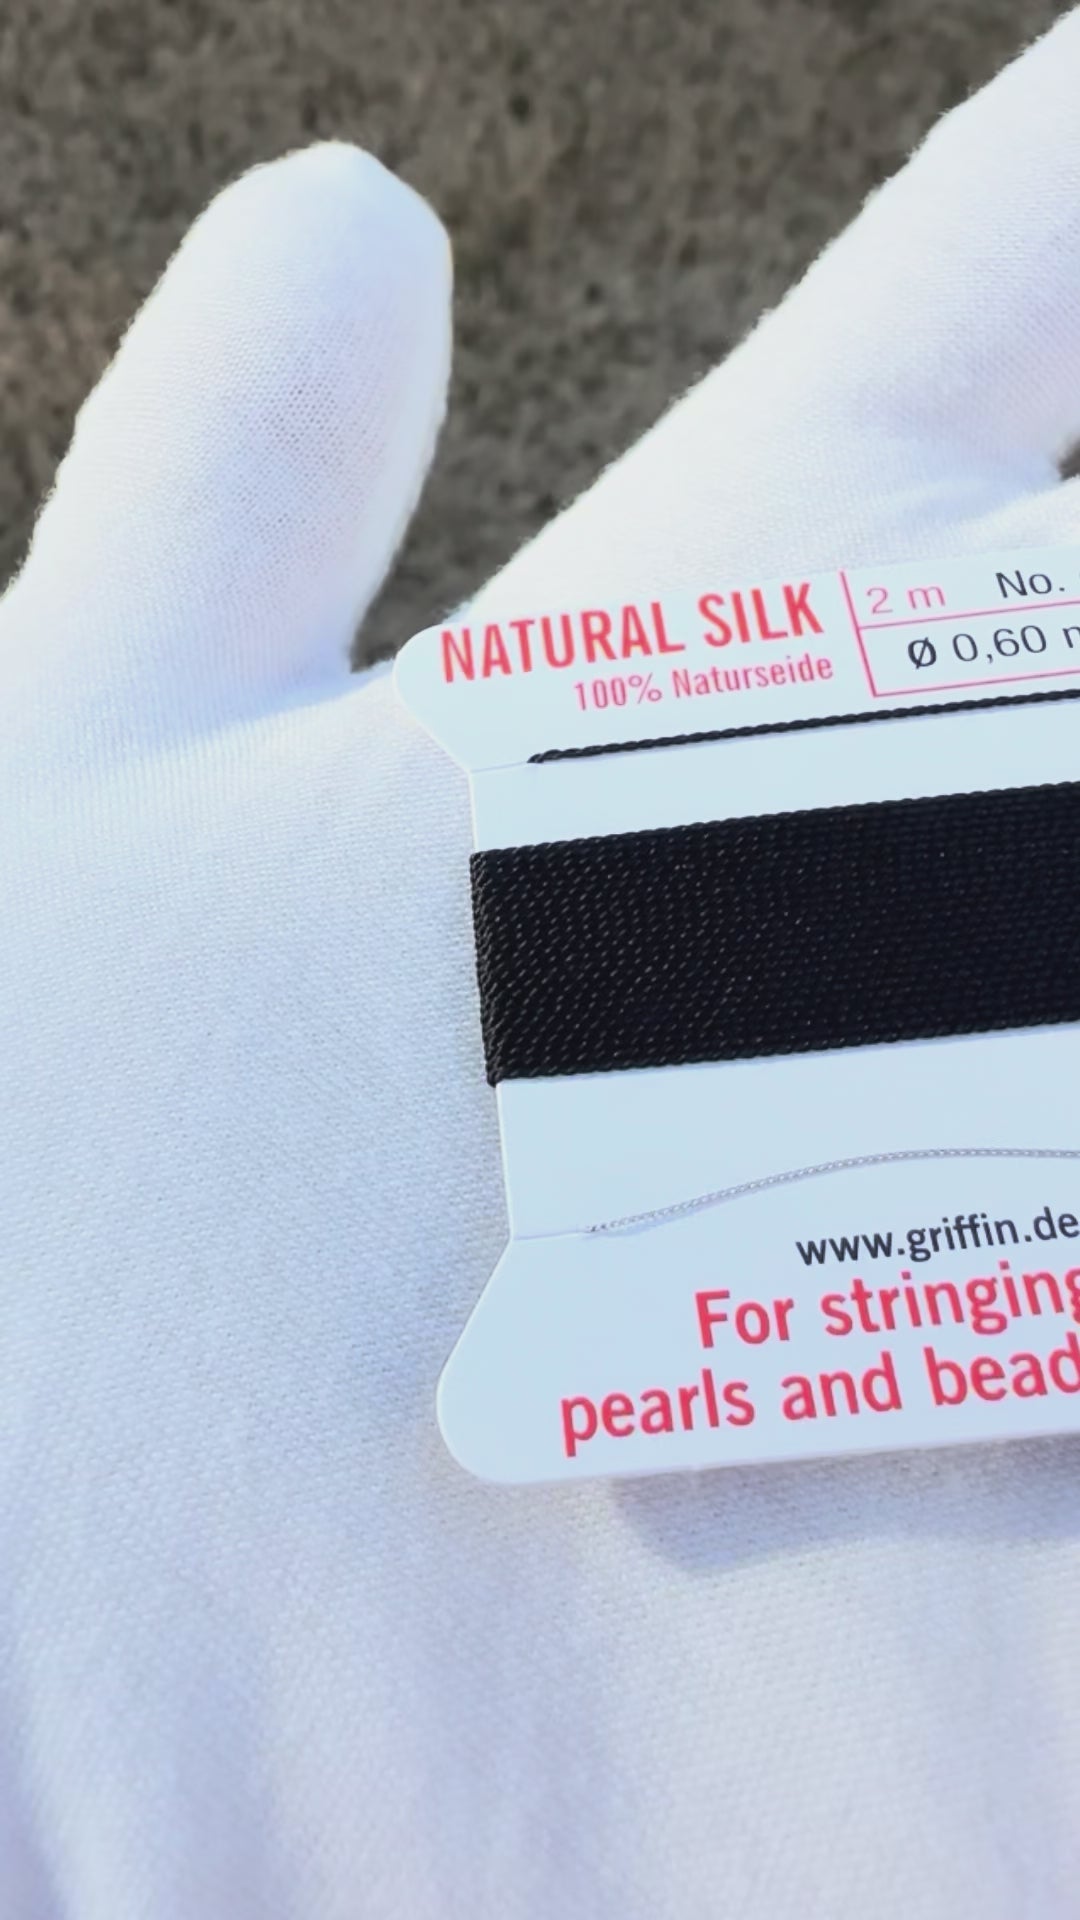 NATURAL SILK
100% Naturseide
2 m No.
Ø 0,60
www.griffin.de
For stringing
pearls and bead